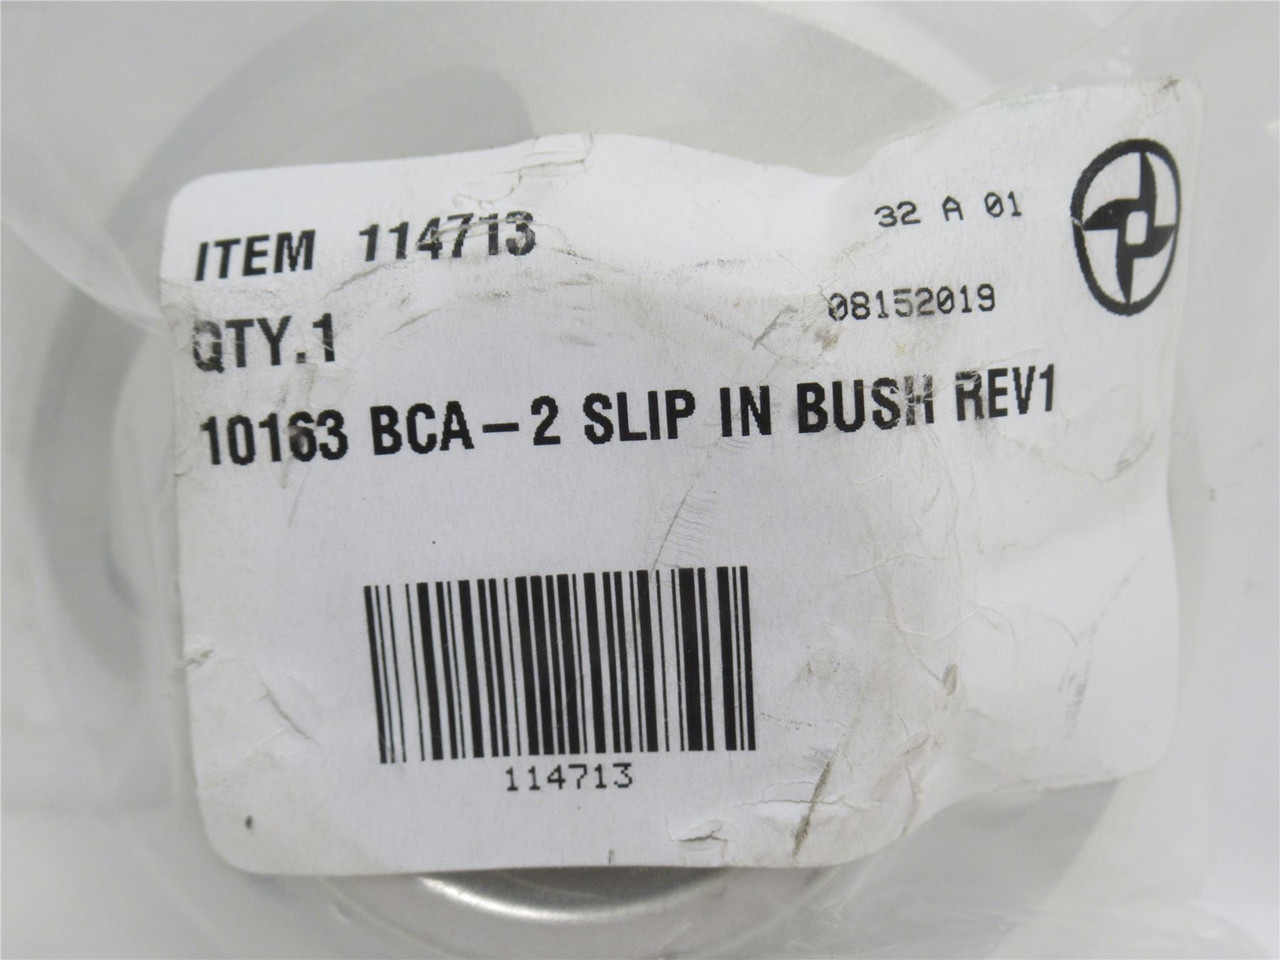 ITEM 114713
32 A 01
QTY.1
08152019
10163 BCA-2 SLIP IN BUSH REV1
114713